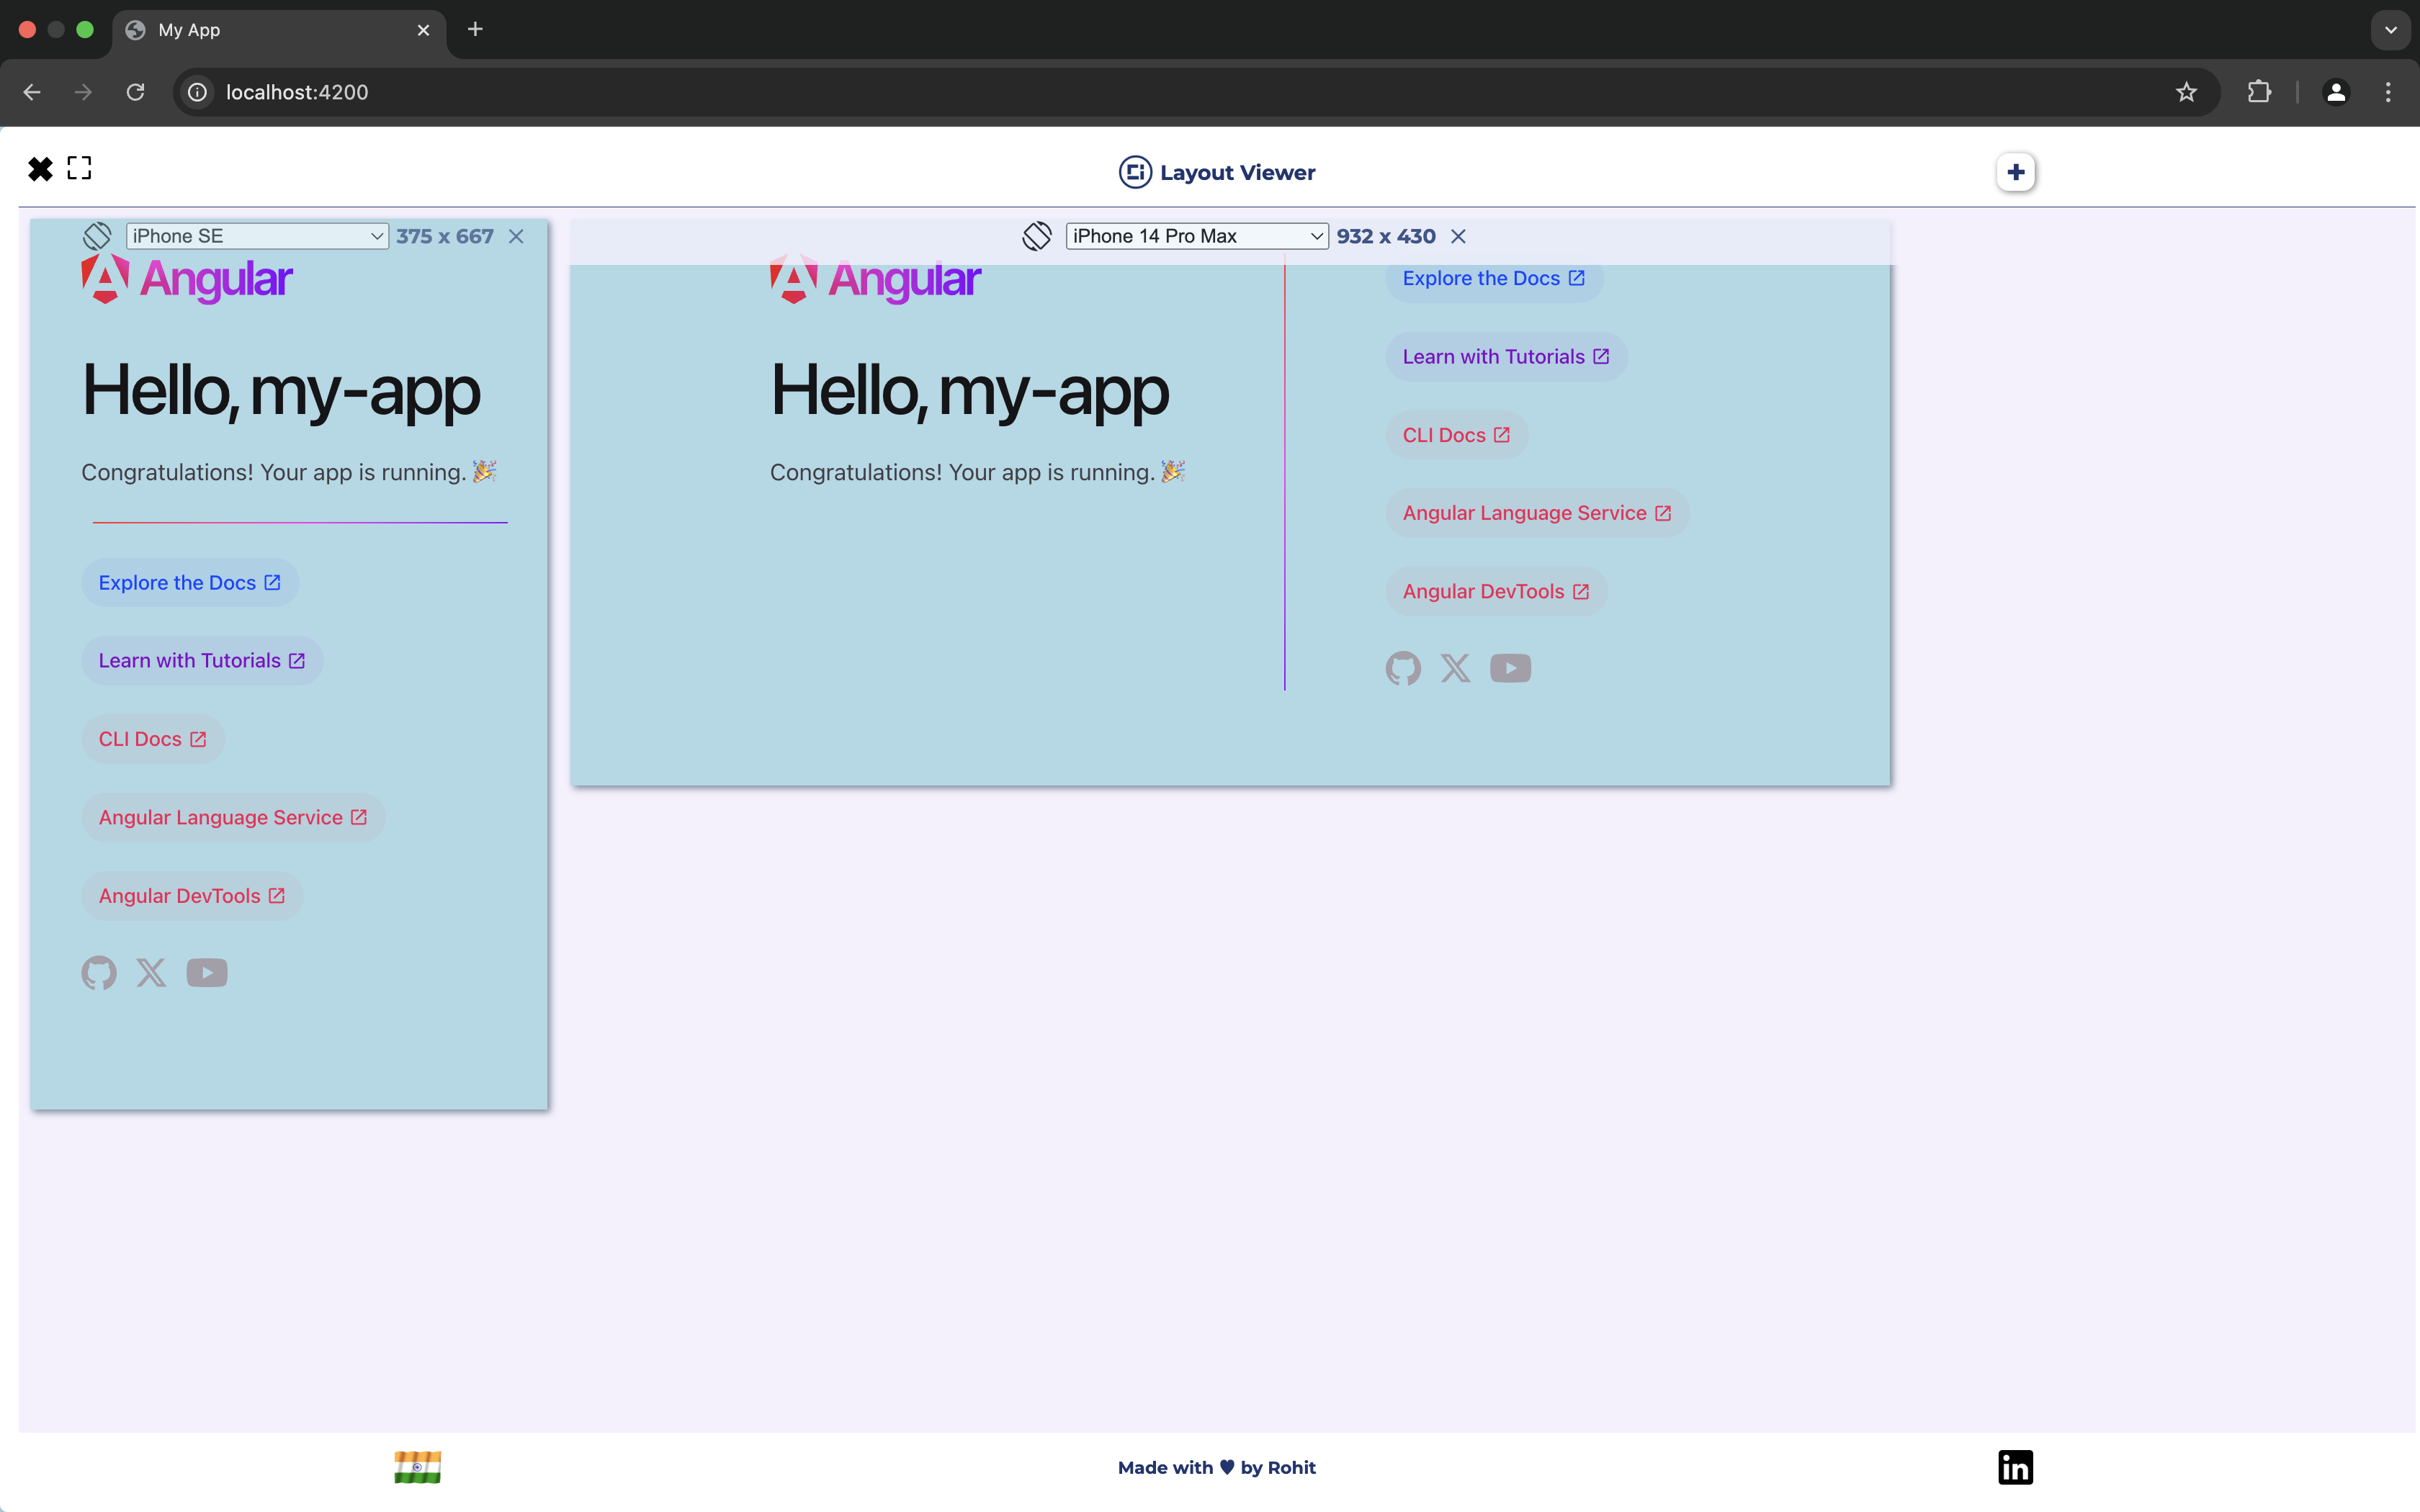 My App
localhost:4200
Layout Viewer
iPhone SE
375 x 667
Angular
Hello, my-app
Congratulations! Your app is running. 🎉
Explore the Docs
Learn with Tutorials
CLI Docs
Angular Language Service
Angular DevTools
iPhone 14 Pro Max
932 x 430
Angular
Hello, my-app
Congratulations! Your app is running. 🎉
Explore the Docs
Learn with Tutorials
CLI Docs
Angular Language Service
Angular DevTools
Made with ♥ by Rohit
in